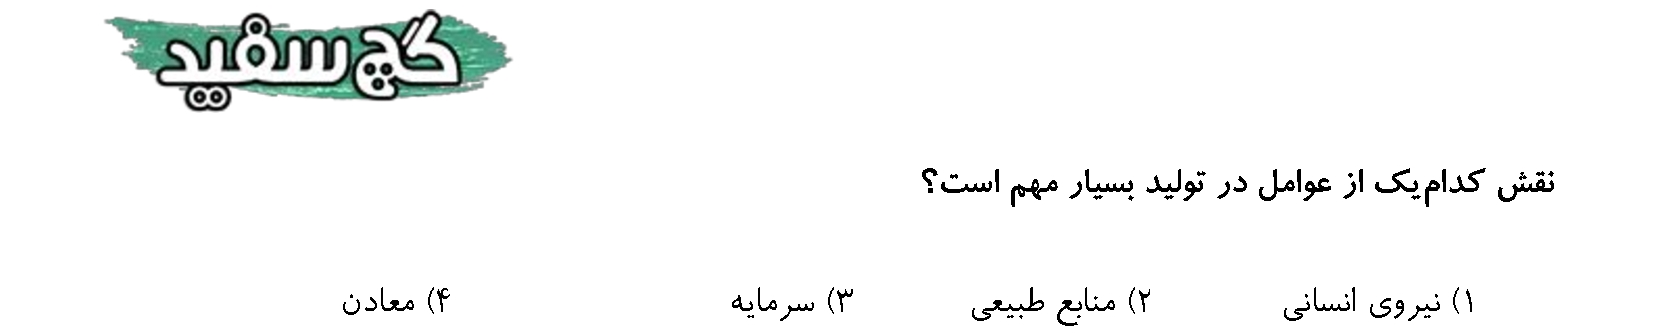 گچ سفید
نقش کدام‌یک از عوامل در تولید بسیار مهم است؟
۱) نیروی انسانی ۲) منابع طبیعی ۳) سرمایه ۴) معادن